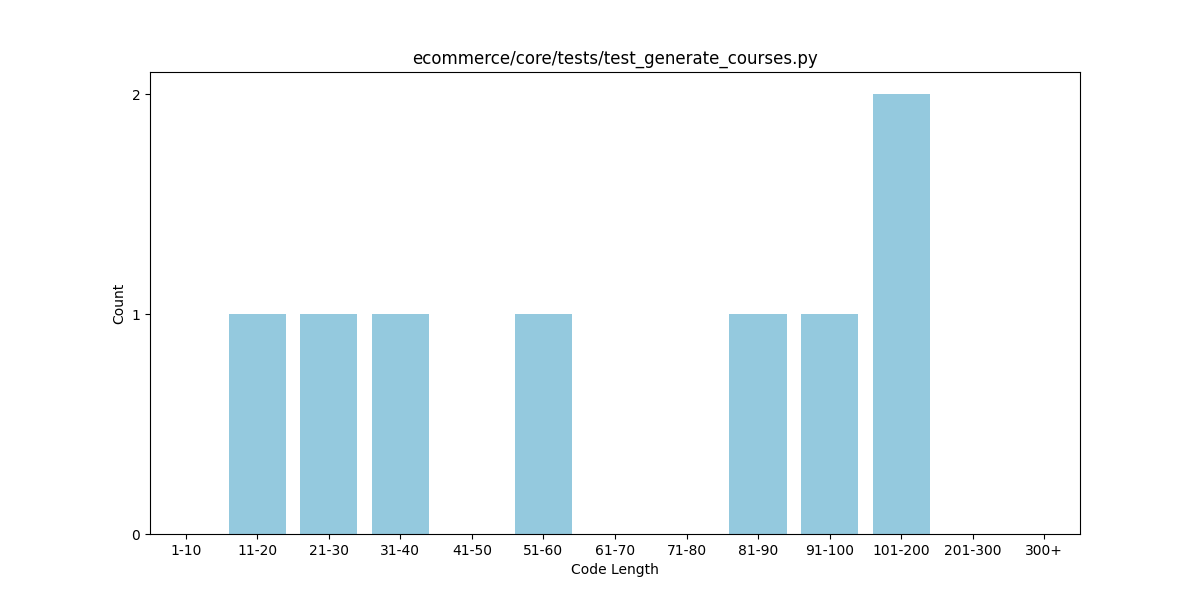 ecommerce/core/tests/test_generate_courses.py
2
1
0
Count
1-10 11-20 21-30 31-40 41-50 51-60 61-70 71-80 81-90 91-100 101-200 201-300 300+
Code Length